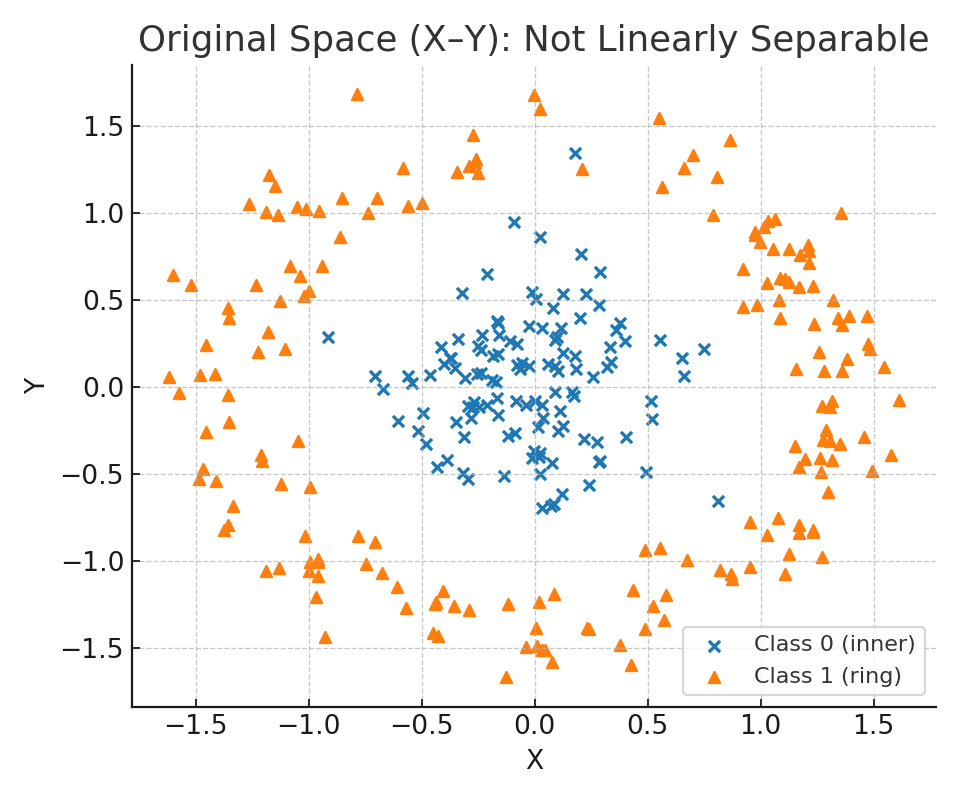 Original Space (X–Y): Not Linearly Separable
Y
1.5
1.0
0.5
0.0
−0.5
−1.0
−1.5
Class 0 (inner)
Class 1 (ring)
−1.5 −1.0 −0.5 0.0 0.5 1.0 1.5
X